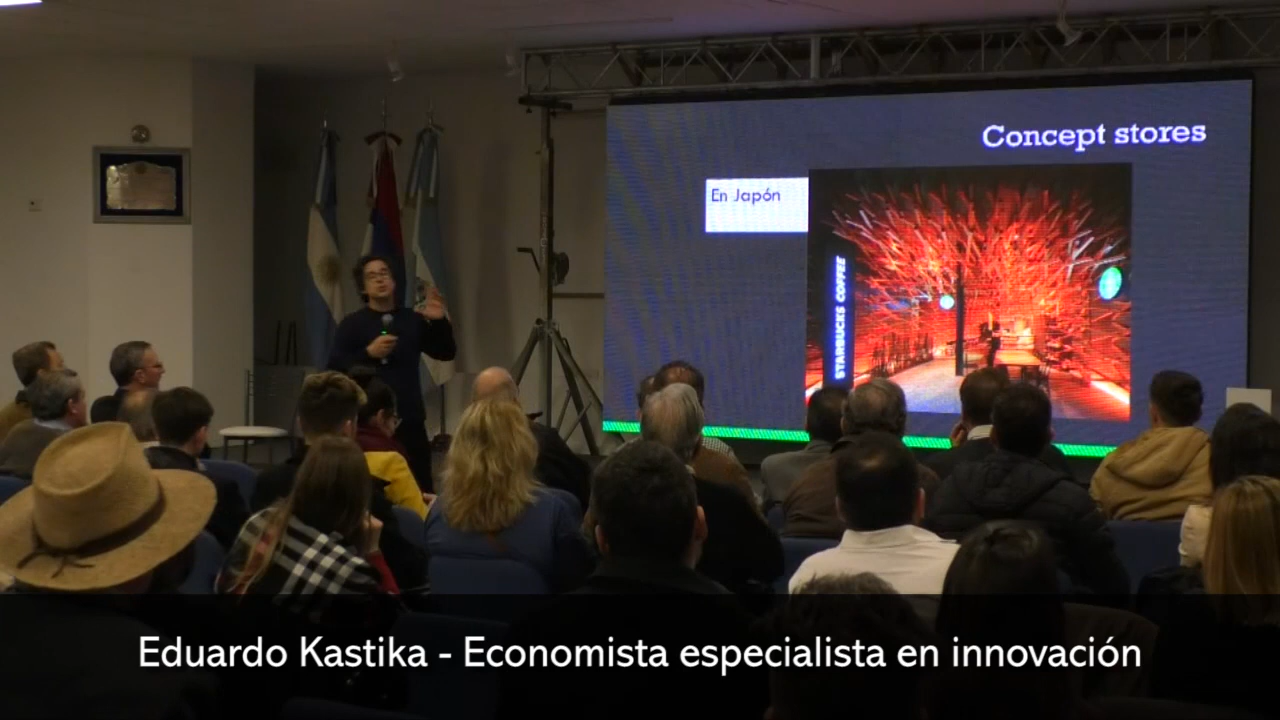 Concept stores
En Japón
STARBUCKS COFFEE
Eduardo Kastika - Economista especialista en innovación